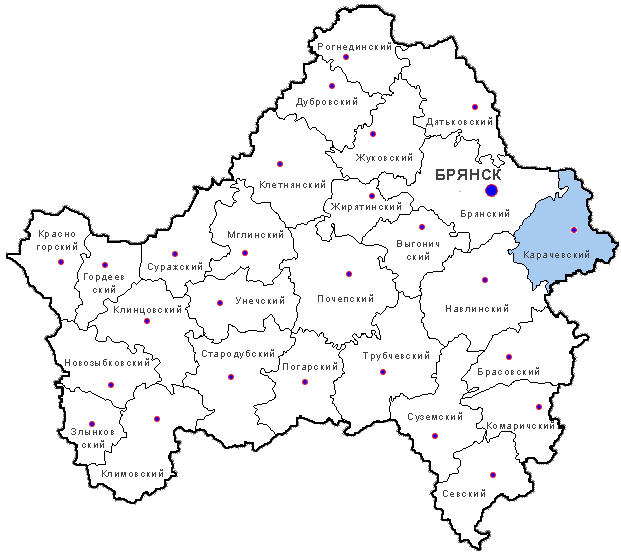 Рогнединский
Дубровский
Дятьковский
Жуковский
Клетнянский
БРЯНСК
Жирятинский
Брянский
Красно
горский
Мглинский
Выгонич
ский
Карачевский
Суражский
Гордеев
ский
Унечский
Почепский
Клинцовский
Навлинский
Стародубский
Трубчевский
Новозыбковский
Погарский
Брасовский
Суземский
Комаричский
Злынков
ский
Климовский
Севский